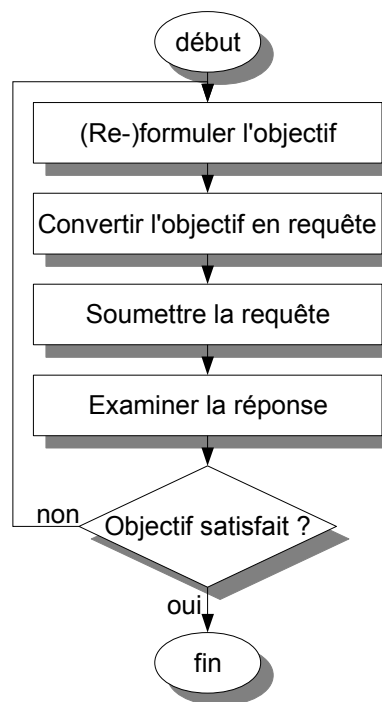 début
(Re-)formuler l'objectif
Convertir l'objectif en requête
Soumettre la requête
Examiner la réponse
non
Objectif satisfait ?
oui
fin